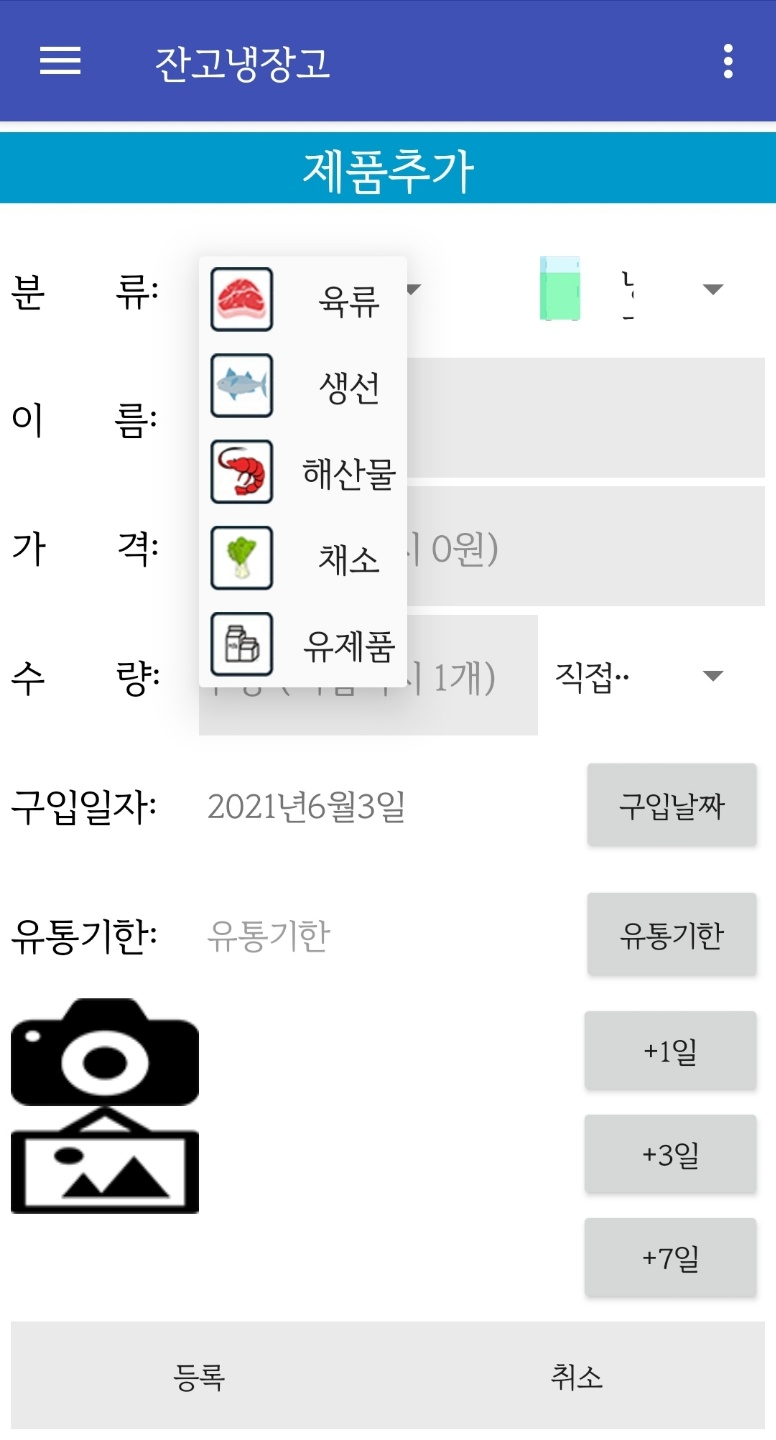 잔고냉장고
제품추가
분 류:
육류
생선
해산물
채소
유제품
이 름:
가 격: 0원)
수 량: 1개) 직접··
구입일자: 2021년6월3일 구입날짜
유통기한: 유통기한 유통기한
+1일
+3일
+7일
등록 취소